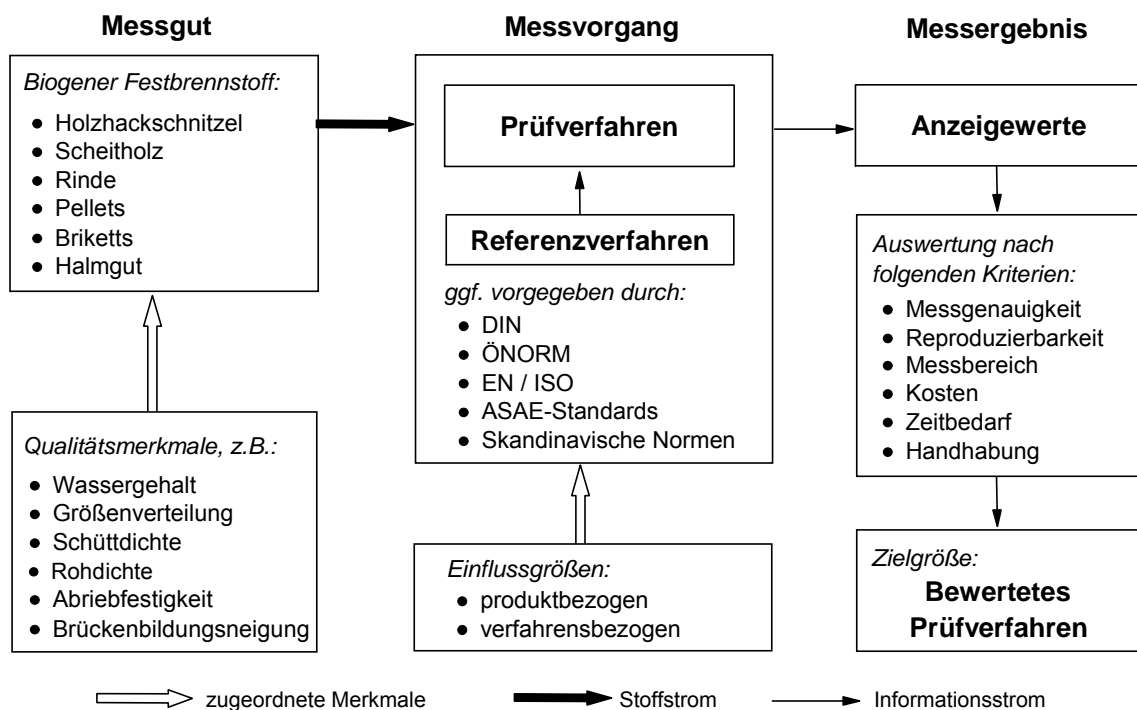 Messgut
Biogener Festbrennstoff:
● Holzhackschnitzel
● Scheitholz
● Rinde
● Pellets
● Briketts
● Halmgut
Qualitätsmerkmale, z.B.:
● Wassergehalt
● Größenverteilung
● Schüttdichte
● Rohdichte
● Abriebfestigkeit
● Brückenbildungsneigung
Messvorgang
Prüfverfahren
Referenzverfahren
ggf. vorgegeben durch:
● DIN
● ÖNORM
● EN / ISO
● ASAE-Standards
● Skandinavische Normen
Einflussgrößen:
● produktbezogen
● verfahrensbezogen
Messergebnis
Anzeigewerte
Auswertung nach
folgenden Kriterien:
● Messgenauigkeit
● Reproduzierbarkeit
● Messbereich
● Kosten
● Zeitbedarf
● Handhabung
Zielgröße:
Bewertetes
Prüfverfahren
zugeordnete Merkmale
Stoffstrom
Informationsstrom